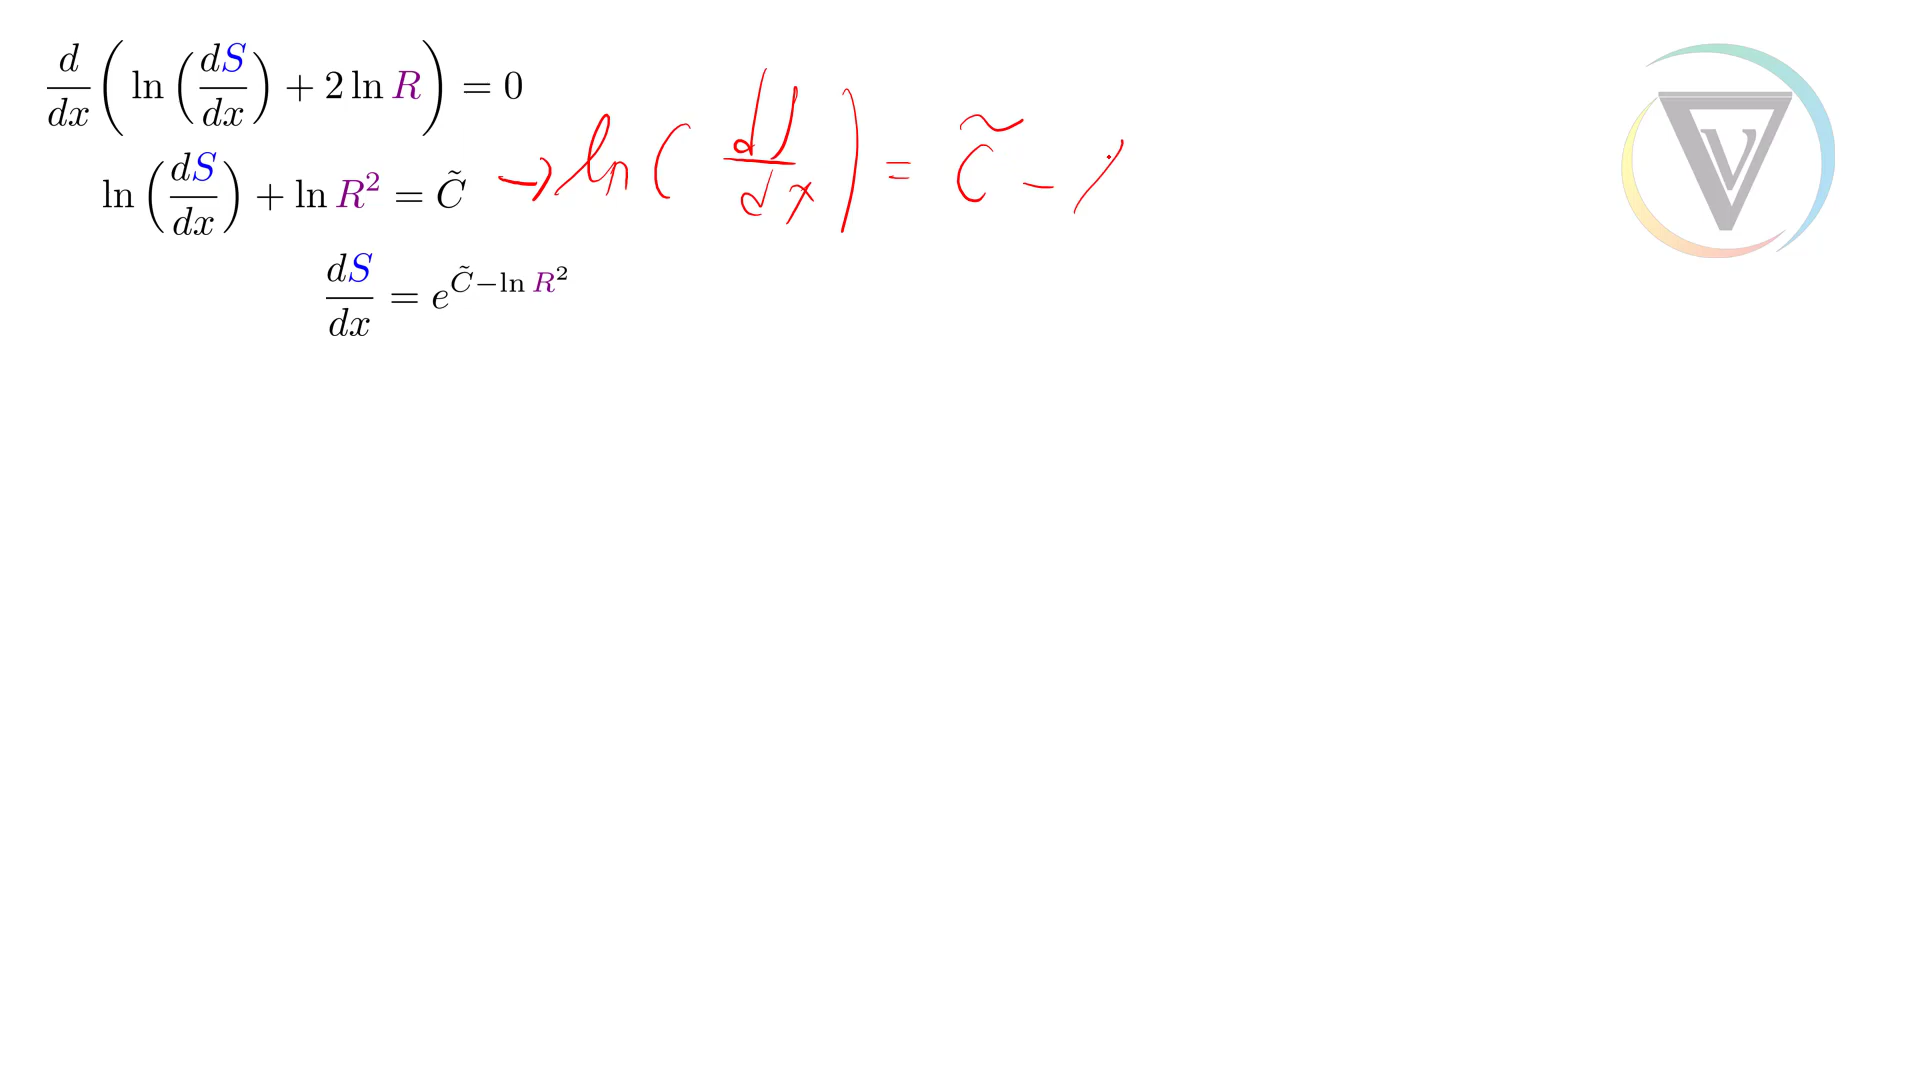 d/dx ( ln ( dS/dx ) + 2 ln R ) = 0
ln ( dS/dx ) + ln R² = C̃ → ln ( dS/dx ) = C̃ −
dS/dx = e^{C̃ − ln R²}
V